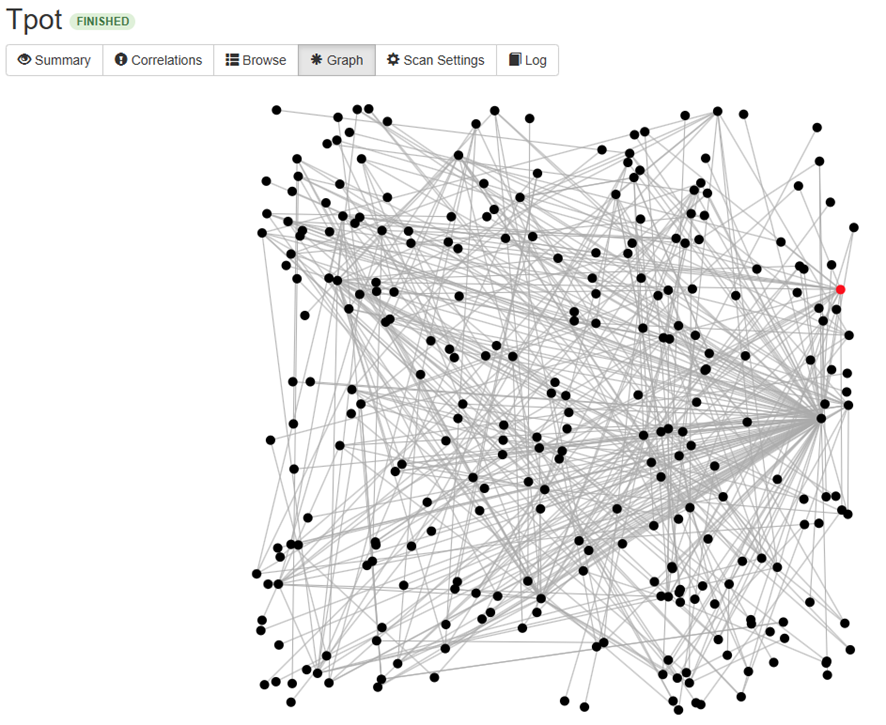 Tpot FINISHED
Summary Correlations Browse Graph Scan Settings Log